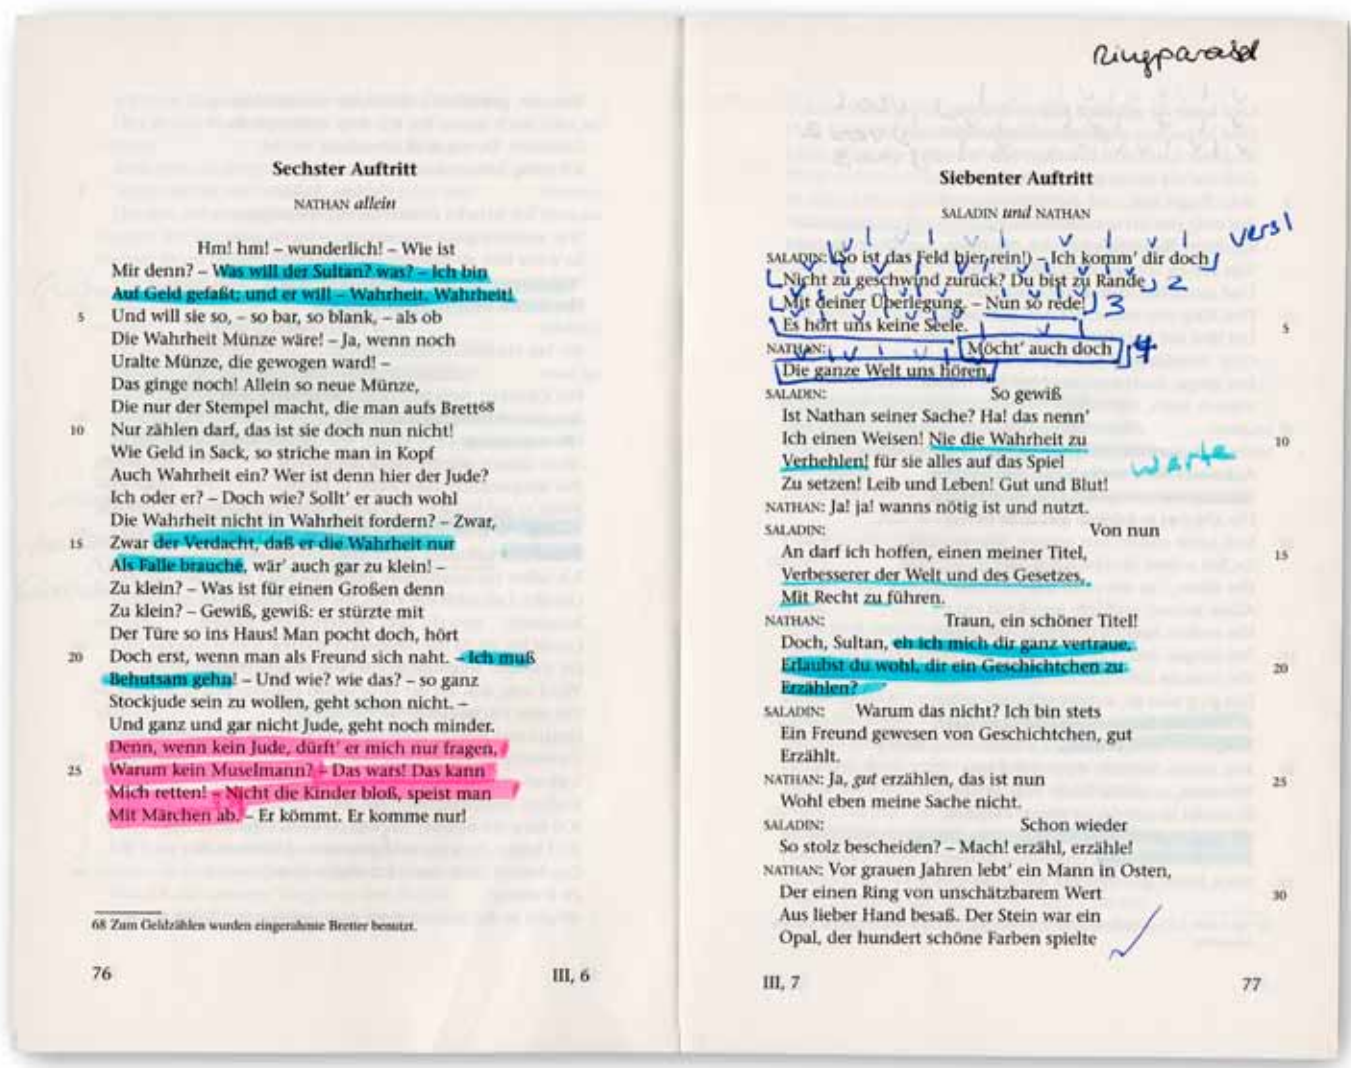 Sechster Auftritt
NATHAN allein
Hm! hm! – wunderlich! – Wie ist
Mir denn? – Was will der Sultan? was? – Ich bin
Auf Geld gefaßt; und er will – Wahrheit. Wahrheit!
5 Und will sie so, – so bar, so blank, – als ob
Die Wahrheit Münze wäre! – Ja, wenn noch
Uralte Münze, die gewogen ward! –
Das ginge noch! Allein so neue Münze,
Die nur der Stempel macht, die man aufs Brett68
10 Nur zählen darf, das ist sie doch nun nicht!
Wie Geld in Sack, so striche man in Kopf
Auch Wahrheit ein? Wer ist denn hier der Jude?
Ich oder er? – Doch wie? Sollt' er auch wohl
Die Wahrheit nicht in Wahrheit fordern? – Zwar,
15 Zwar der Verdacht, daß er die Wahrheit nur
Als Falle brauche, wär' auch gar zu klein! –
Zu klein? – Was ist für einen Großen denn
Zu klein? – Gewiß, gewiß: er stürzte mit
Der Türe so ins Haus! Man pocht doch, hört
20 Doch erst, wenn man als Freund sich naht. – Ich muß
Behutsam gehn! – Und wie? wie das? – so ganz
Stockjude sein zu wollen, geht schon nicht. –
Und ganz und gar nicht Jude, geht noch minder.
Denn, wenn kein Jude, dürft' er mich nur fragen,
25 Warum kein Muselmann? – Das wars! Das kann
Mich retten! – Nicht die Kinder bloß, speist man
Mit Märchen ab. – Er kömmt. Er komme nur!
68 Zum Geldzählen wurden eingerahmte Bretter benutzt.
76 III, 6
Siebenter Auftritt
SALADIN und NATHAN
SALADIN: (So ist das Feld hier rein!) – Ich komm' dir doch vers 1
Nicht zu geschwind zurück? Du bist zu Rande 2
Mit deiner Überlegung. – Nun so rede! 3
Es hört uns keine Seele. 5
NATHAN: Möcht' auch doch 4
Die ganze Welt uns hören.
SALADIN: So gewiß
Ist Nathan seiner Sache? Ha! das nenn'
Ich einen Weisen! Nie die Wahrheit zu 10
Verhehlen! für sie alles auf das Spiel Warte
Zu setzen! Leib und Leben! Gut und Blut!
NATHAN: Ja! ja! wanns nötig ist und nutzt.
SALADIN: Von nun
An darf ich hoffen, einen meiner Titel, 15
Verbesserer der Welt und des Gesetzes,
Mit Recht zu führen.
NATHAN: Traun, ein schöner Titel!
Doch, Sultan, eh ich mich dir ganz vertraue,
Erlaubst du wohl, dir ein Geschichtchen zu 20
Erzählen?
SALADIN: Warum das nicht? Ich bin stets
Ein Freund gewesen von Geschichtchen, gut
Erzählt.
NATHAN: Ja, gut erzählen, das ist nun 25
Wohl eben meine Sache nicht.
SALADIN: Schon wieder
So stolz bescheiden? – Mach! erzähl, erzähle!
NATHAN: Vor grauen Jahren lebt' ein Mann in Osten,
Der einen Ring von unschätzbarem Wert 30
Aus lieber Hand besaß. Der Stein war ein
Opal, der hundert schöne Farben spielte
III, 7 77